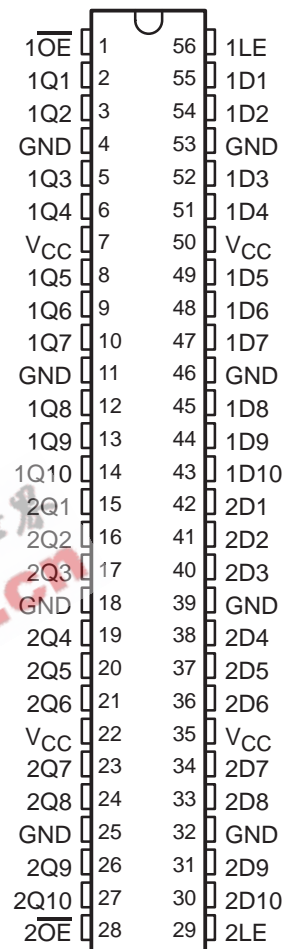 1O̅E̅ 1 56 1LE
1Q1 2 55 1D1
1Q2 3 54 1D2
GND 4 53 GND
1Q3 5 52 1D3
1Q4 6 51 1D4
VCC 7 50 VCC
1Q5 8 49 1D5
1Q6 9 48 1D6
1Q7 10 47 1D7
GND 11 46 GND
1Q8 12 45 1D8
1Q9 13 44 1D9
1Q10 14 43 1D10
2Q1 15 42 2D1
2Q2 16 41 2D2
2Q3 17 40 2D3
GND 18 39 GND
2Q4 19 38 2D4
2Q5 20 37 2D5
2Q6 21 36 2D6
VCC 22 35 VCC
2Q7 23 34 2D7
2Q8 24 33 2D8
GND 25 32 GND
2Q9 26 31 2D9
2Q10 27 30 2D10
2O̅E̅ 28 29 2LE